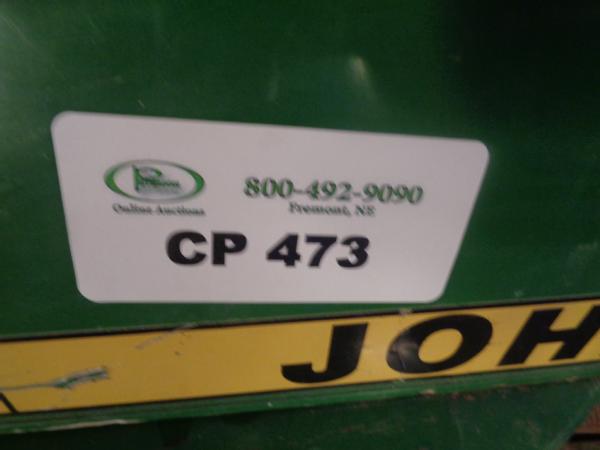 800-492-9090
Fremont, NE
Online Auctions
CP 473
JOH